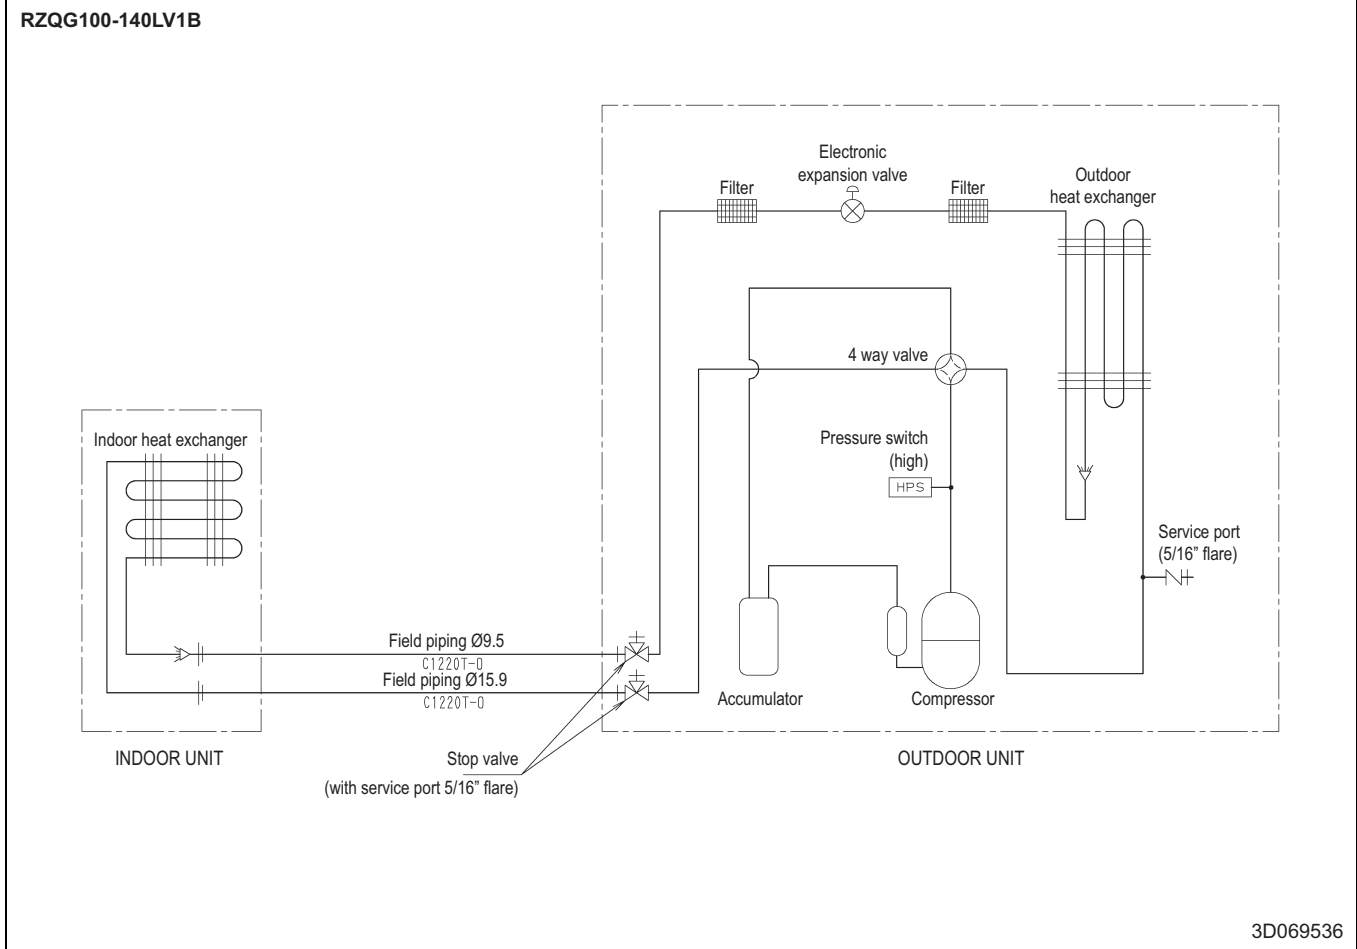 RZQG100-140LV1B
Electronic
expansion valve
Filter
Filter
Outdoor
heat exchanger
4 way valve
Pressure switch
(high)
HPS
Indoor heat exchanger
Service port
(5/16” flare)
Field piping Ø9.5
C1220T-O
Field piping Ø15.9
C1220T-O
Accumulator
Compressor
INDOOR UNIT
Stop valve
(with service port 5/16” flare)
OUTDOOR UNIT
3D069536